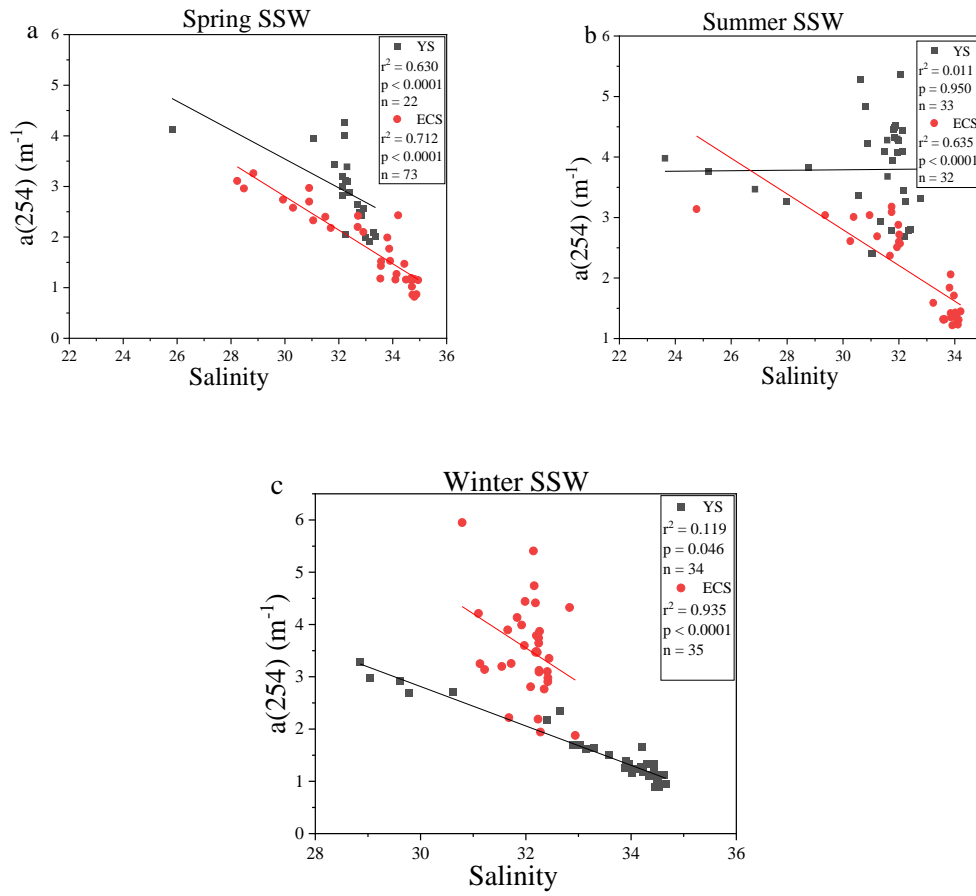 Spring SSW
a
6
5
4
3
2
1
0
a(254) (m⁻¹)
22 24 26 28 30 32 34 36
Salinity
YS
r² = 0.630
p < 0.0001
n = 22
ECS
r² = 0.712
p < 0.0001
n = 73
Summer SSW
b
6
5
4
3
2
1
0
a(254) (m⁻¹)
22 24 26 28 30 32 34
Salinity
YS
r² = 0.011
p = 0.950
n = 33
ECS
r² = 0.635
p < 0.0001
n = 32
Winter SSW
c
6
5
4
3
2
1
0
a(254) (m⁻¹)
28 30 32 34 36
Salinity
YS
r² = 0.119
p = 0.046
n = 34
ECS
r² = 0.935
p < 0.0001
n = 35